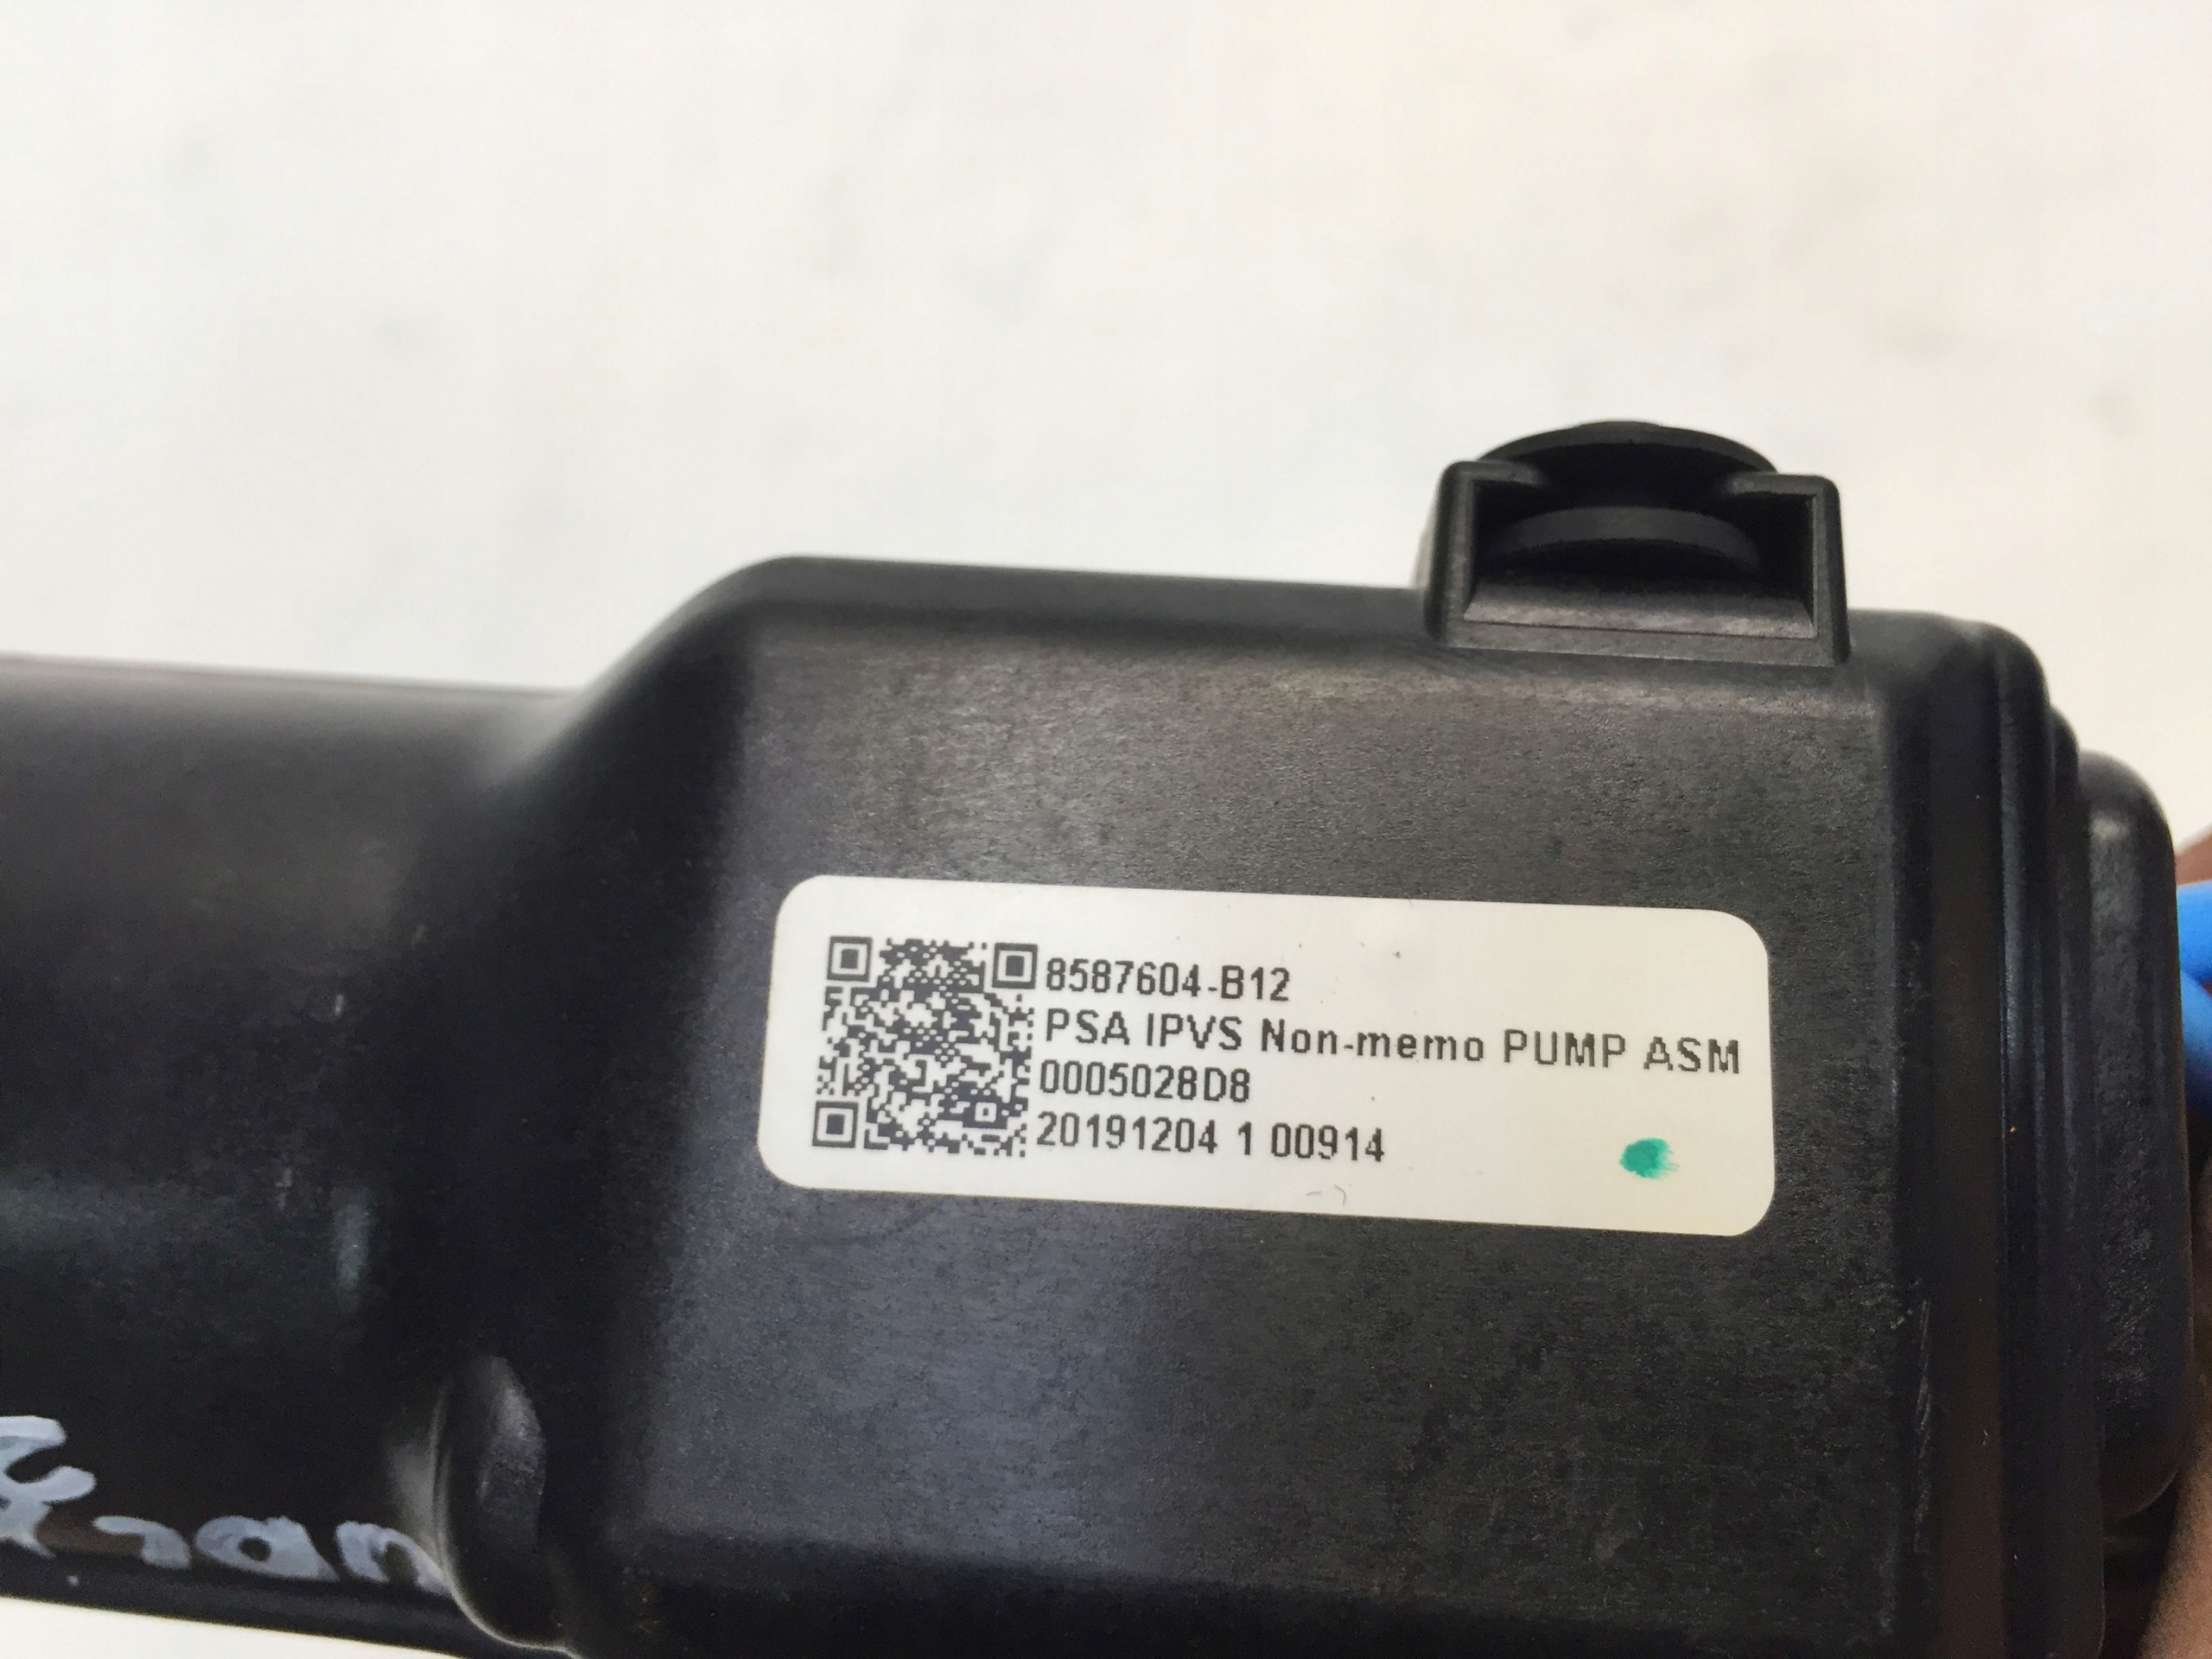 8587604-B12
PSA IPVS Non-memo PUMP ASM
0005028D8
20191204 1 00914